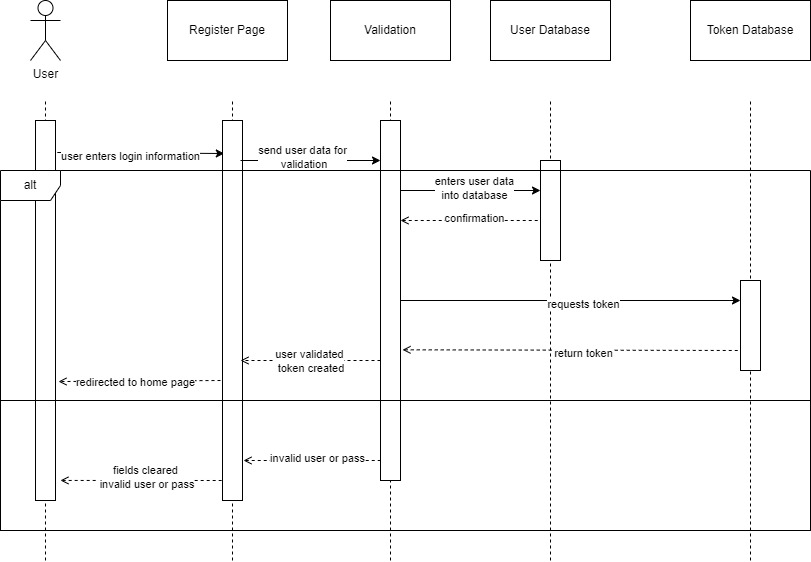 Register Page
Validation
User Database
Token Database
User
user enters login information
send user data for
validation
alt
enters user data
into database
confirmation
requests token
return token
user validated
token created
redirected to home page
invalid user or pass
fields cleared
invalid user or pass